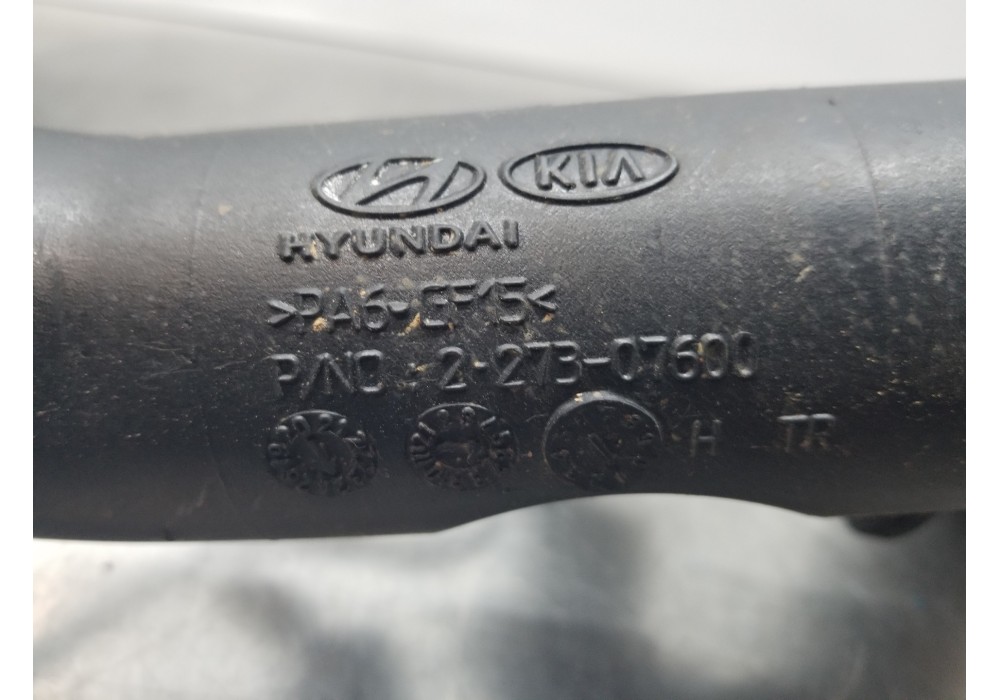 KIA
HYUNDAI
>PA6-GF15<
P/NO : 2-273-07600
H TR